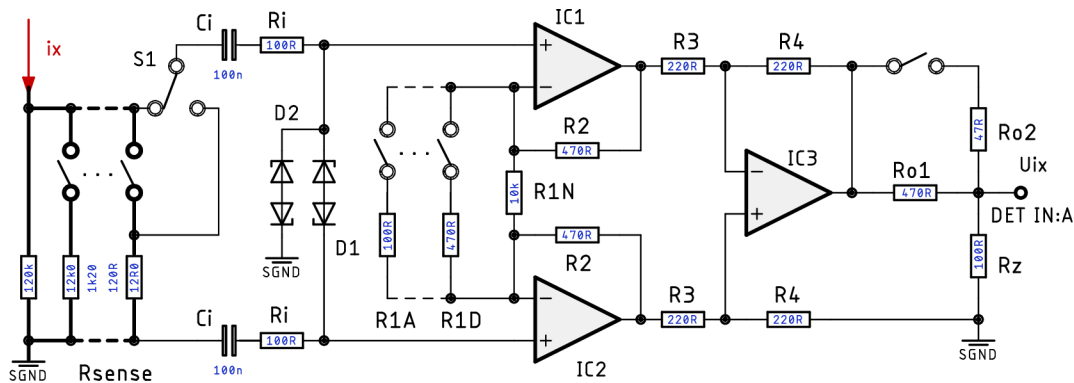 IC1
Ci
Ri
ix
S1
100R
+
R3
R4
100n
220R
220R
−
D2
R2
47R
Ro2
470R
IC3
Uix
−
Ro1
10k
R1N
470R
DET IN:A
+
100R
470R
470R
D1
100R
Rz
SGND
R2
120k
12k0
1k20
120R
12R0
−
R3
R4
Ci
Ri
R1A
R1D
220R
220R
100R
+
SGND
SGND
Rsense
100n
IC2